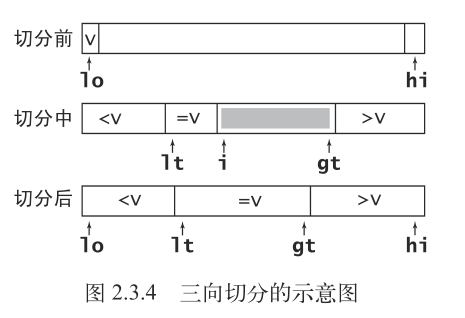 切分前 v
lo hi
切分中 <v =v >v
lt i gt
切分后 <v =v >v
lo lt gt hi
图 2.3.4 三向切分的示意图